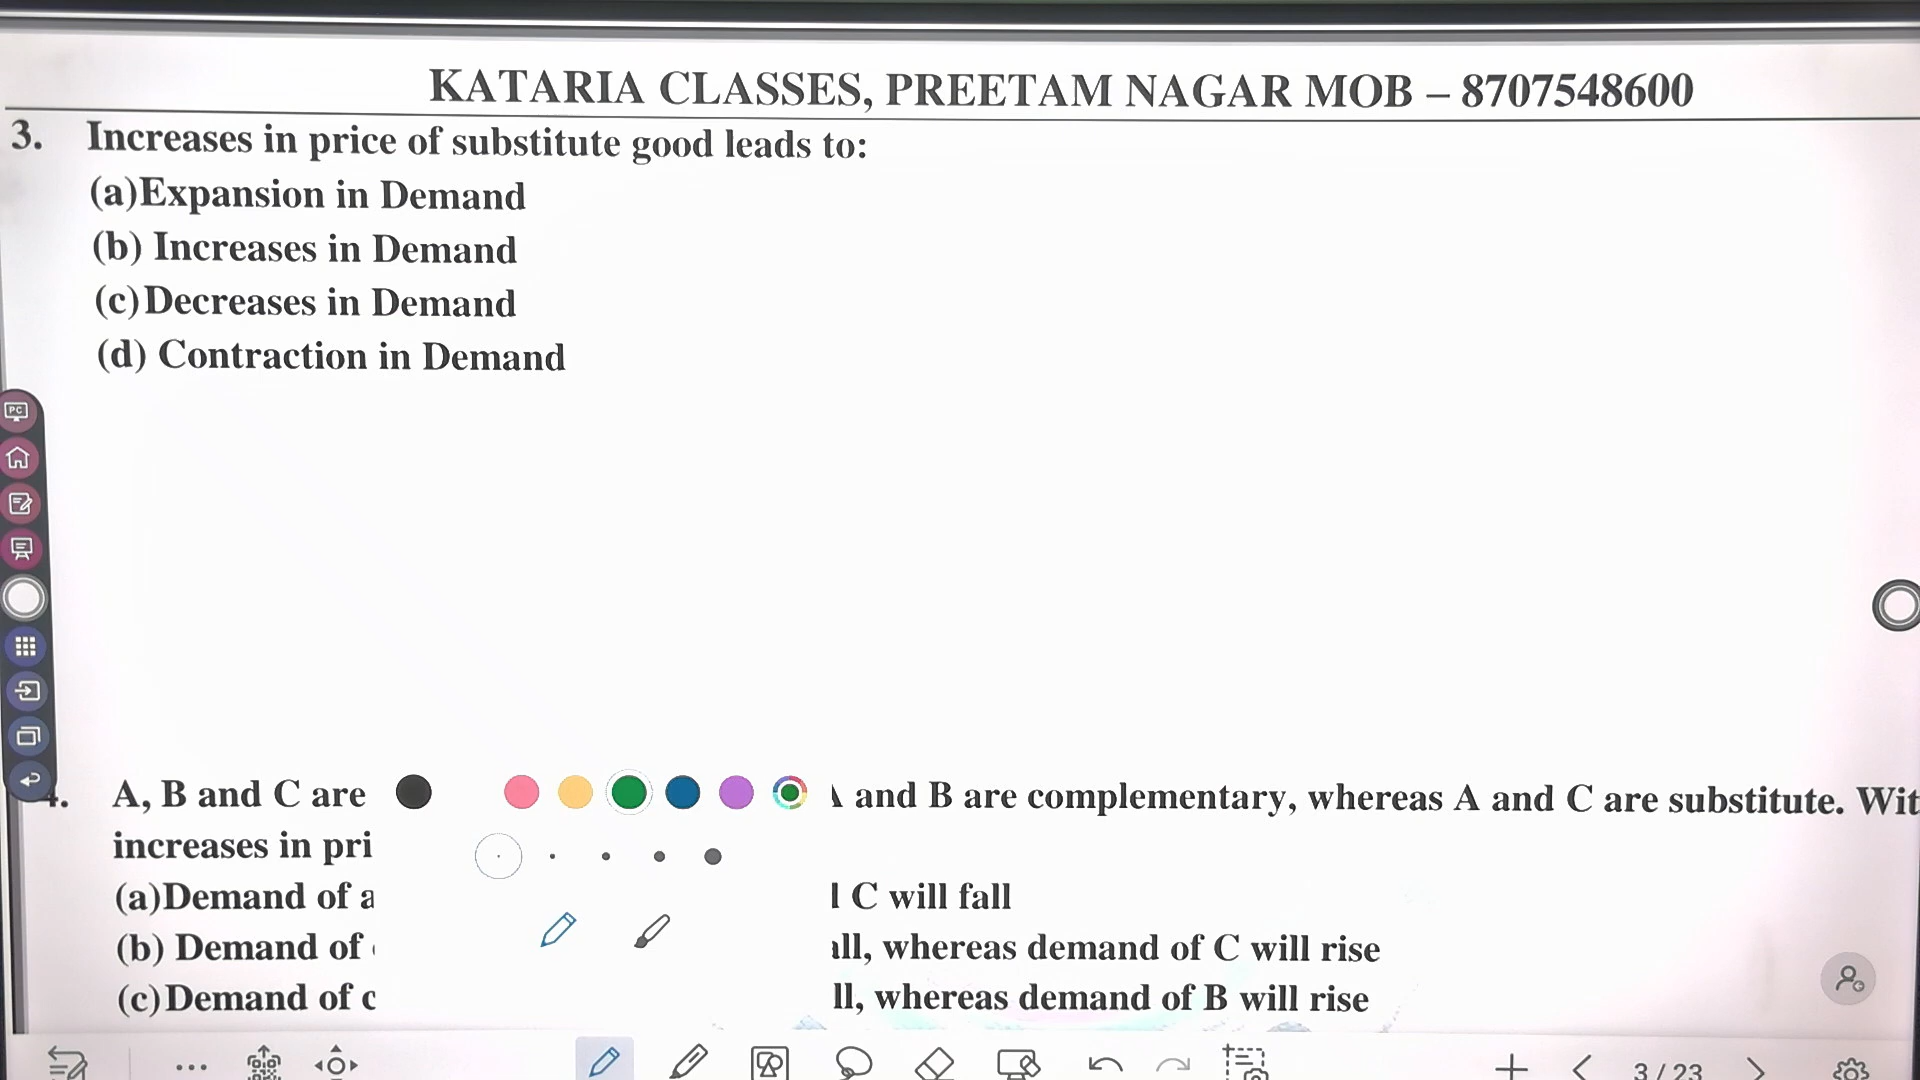 KATARIA CLASSES, PREETAM NAGAR MOB – 8707548600
3. Increases in price of substitute good leads to:
(a)Expansion in Demand
(b) Increases in Demand
(c)Decreases in Demand
(d) Contraction in Demand
PC
A, B and C are and B are complementary, whereas A and C are substitute.
increases in
(a)Demand of C will fall
(b) Demand of whereas demand of C will rise
(c)Demand of whereas demand of B will rise
3/23